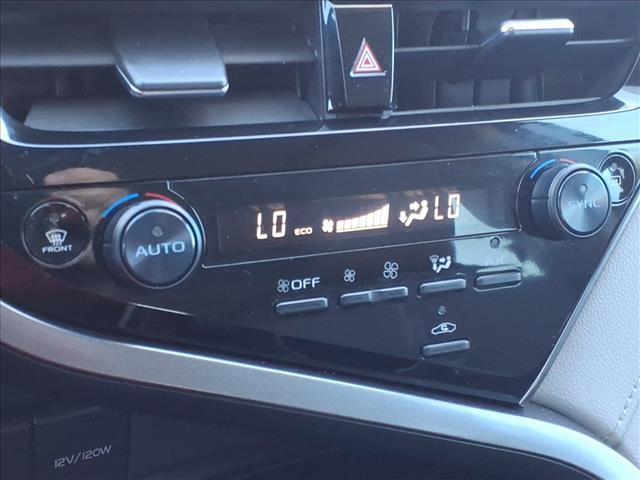 LO ECO LO
FRONT
AUTO
SYNC
OFF
A/C
12V/120W